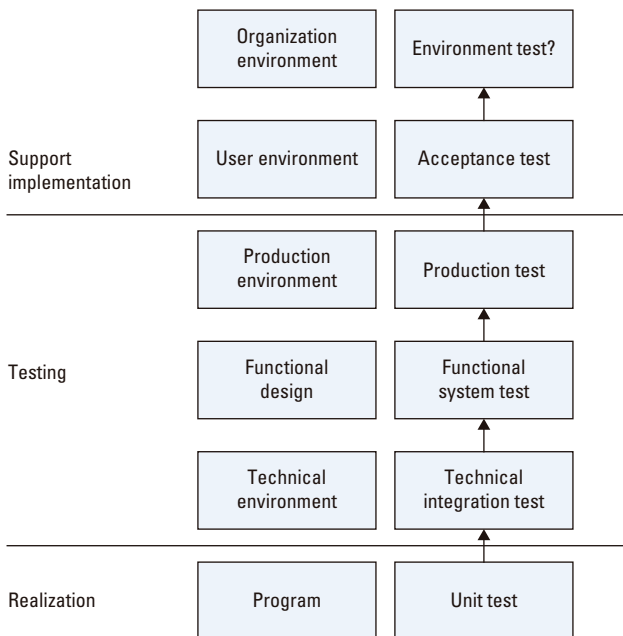 Organization
environment
Environment test?
Support
implementation
User environment
Acceptance test
Production
environment
Production test
Testing
Functional
design
Functional
system test
Technical
environment
Technical
integration test
Realization
Program
Unit test